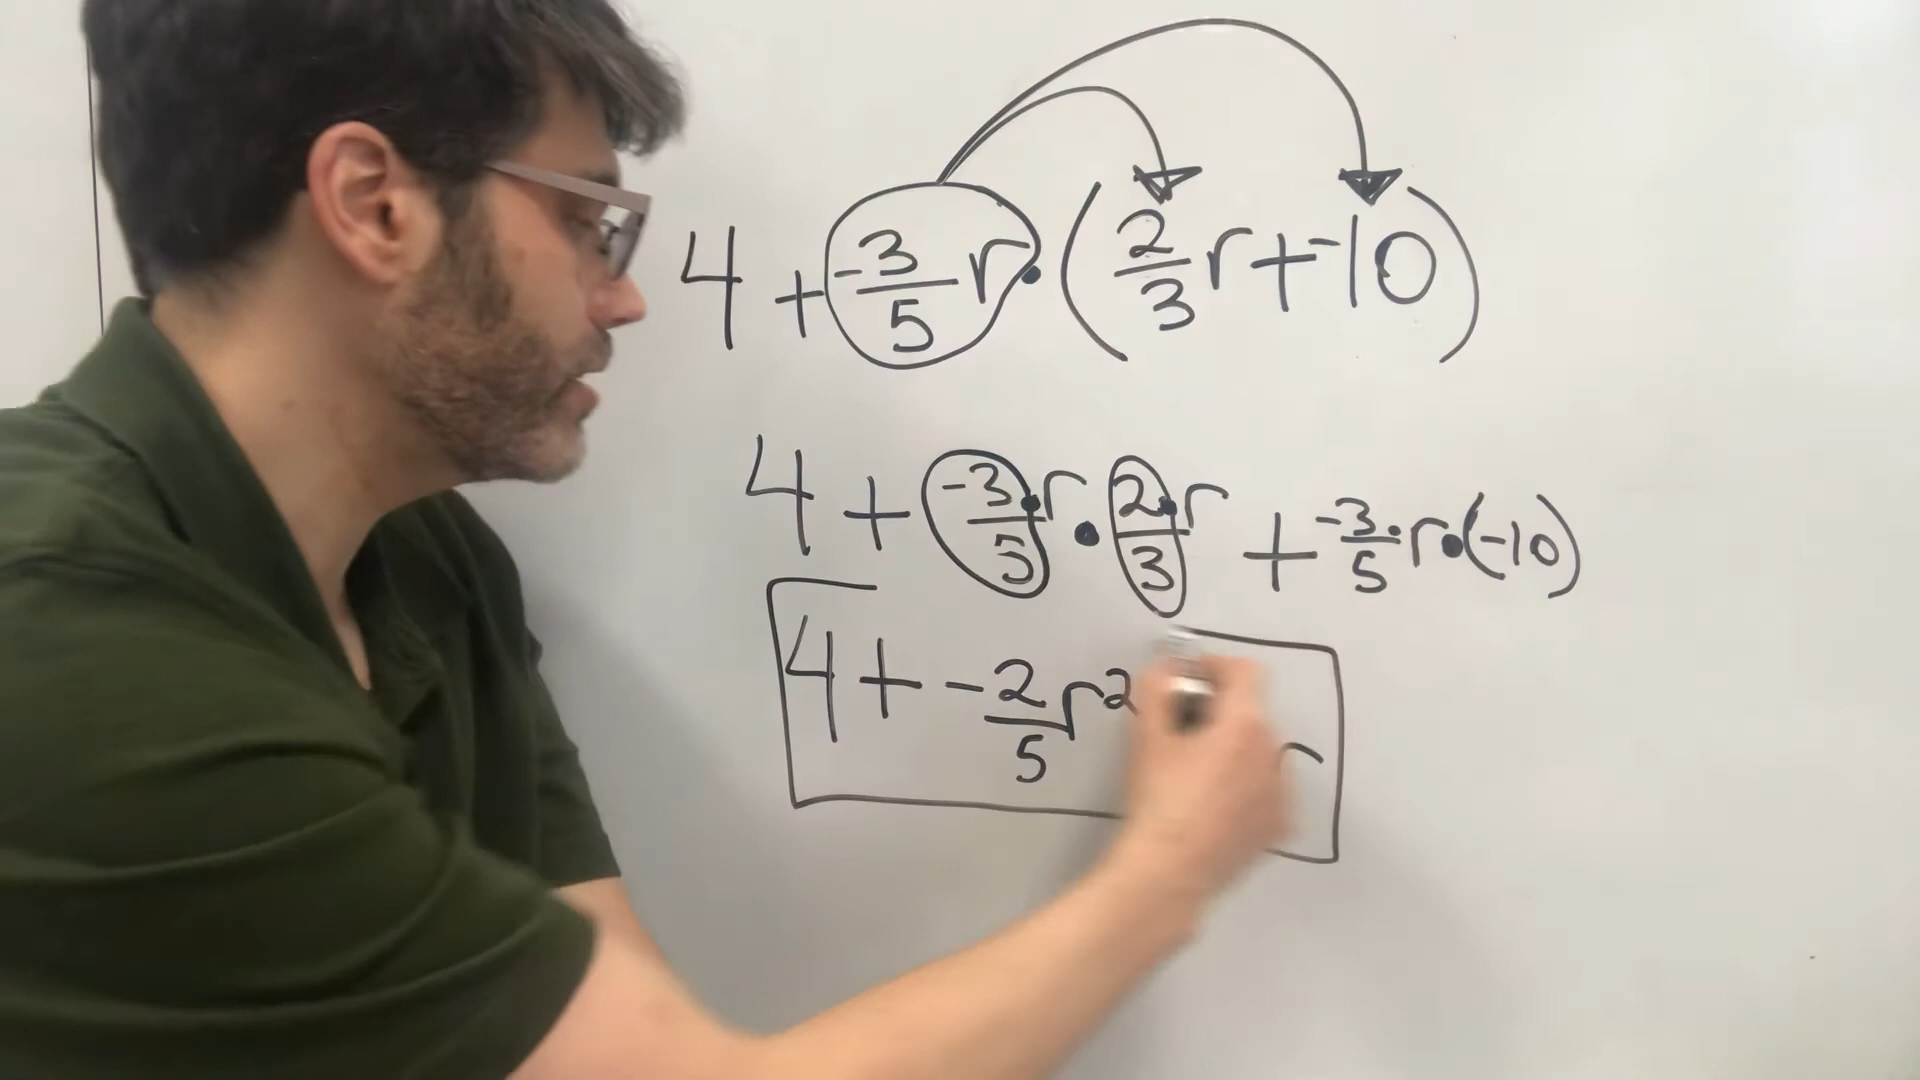 4 + -3/5 r · (2/3 r + -10)
4 + -3/5 · r · 2/3 · r + -3/5 · r · (-10)
4 + -2/5 r²